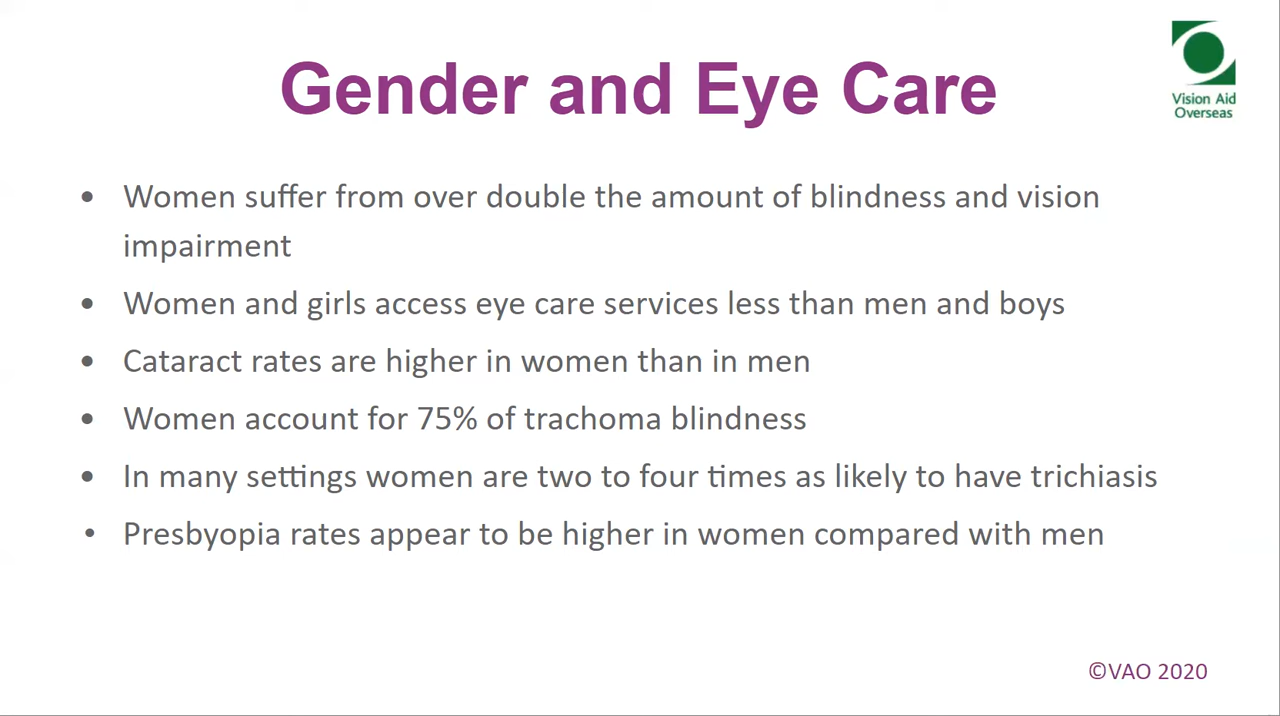 Gender and Eye Care
Vision Aid
Overseas
• Women suffer from over double the amount of blindness and vision
impairment
• Women and girls access eye care services less than men and boys
• Cataract rates are higher in women than in men
• Women account for 75% of trachoma blindness
• In many settings women are two to four times as likely to have trichiasis
• Presbyopia rates appear to be higher in women compared with men
©VAO 2020